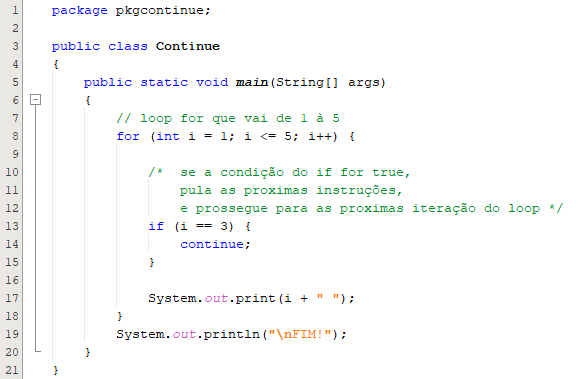 1 package pkgcontinue;
2
3 public class Continue
4 {
5 public static void main(String[] args)
6 {
7 // loop for que vai de 1 à 5
8 for (int i = 1; i <= 5; i++) {
9
10 /* se a condição do if for true,
11 pula as proximas instruções,
12 e prossegue para as proximas iteração do loop */
13 if (i == 3) {
14 continue;
15 }
16
17 System.out.print(i + " ");
18 }
19 System.out.println("\nFIM!");
20 }
21 }